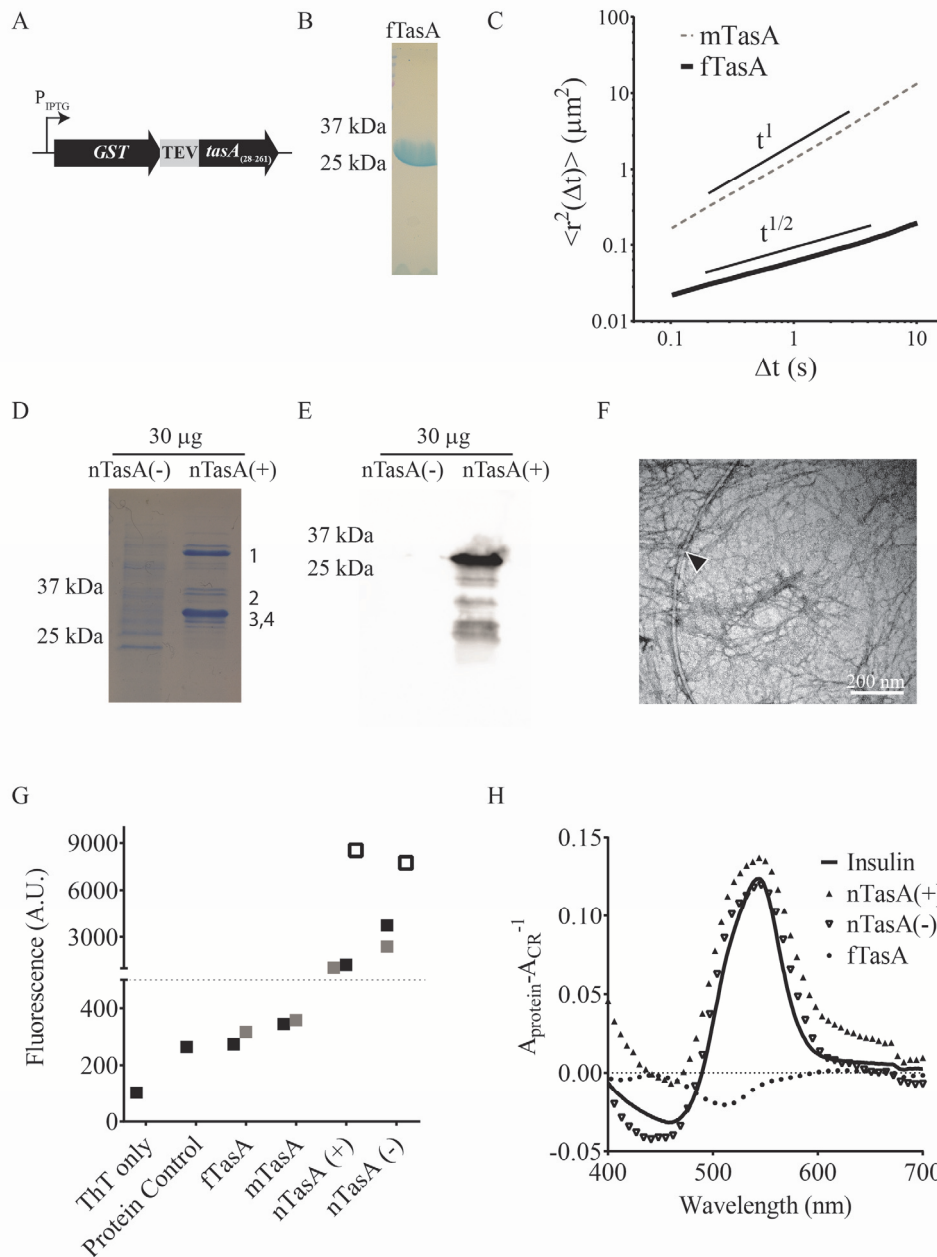 A
P IPTG
GST TEV tasA (28-261)
B
fTasA
37 kDa
25 kDa
C
mTasA
fTasA
<r²(Δt)> (μm²)
100
10
1
0.1
0.01
t¹
t¹/²
0.1 1 10
Δt (s)
D
30 μg
nTasA(-) nTasA(+)
37 kDa
25 kDa
1
2
3,4
E
30 μg
nTasA(-) nTasA(+)
37 kDa
25 kDa
F
200 nm
G
Fluorescence (A.U.)
9000
6000
3000
400
200
0
ThT only
Protein Control
fTasA
mTasA
nTasA (+)
nTasA (-)
H
A protein-A CR -1
0.15
0.10
0.05
0.00
-0.05
Insulin
nTasA(+)
nTasA(-)
fTasA
400 500 600 700
Wavelength (nm)